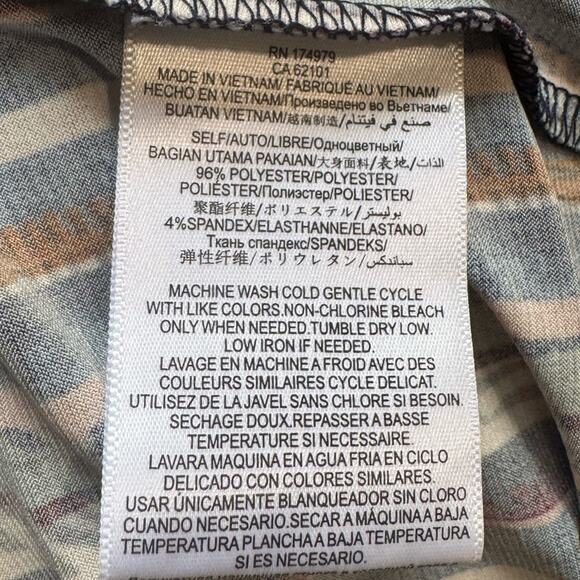 RN 174979
CA 62101
MADE IN VIETNAM/ FABRIQUÉ AU VIETNAM/
HECHO EN VIETNAM/Произведено во Вьетнаме/
BUATAN VIETNAM/越南制造/صنع في فيتنام/
SELF/AUTO/LIBRE/Одноцветный/
BAGIAN UTAMA PAKAIAN/大身面料/表地/الذات/
96% POLYESTER/POLYESTER/
POLIÉSTER/Полиэстер/POLIESTER/
聚酯纤维/ポリエステル/بوليستر/
4%SPANDEX/ELASTHANNE/ELASTANO/
Ткань спандекс/SPANDEKS/
弹性纤维/ポリウレタン/سباندكس/
MACHINE WASH COLD GENTLE CYCLE
WITH LIKE COLORS.NON-CHLORINE BLEACH
ONLY WHEN NEEDED.TUMBLE DRY LOW.
LOW IRON IF NEEDED.
LAVAGE EN MACHINE A FROID AVEC DES
COULEURS SIMILAIRES CYCLE DELICAT.
UTILISEZ DE LA JAVEL SANS CHLORE SI BESOIN.
SECHAGE DOUX.REPASSER A BASSE
TEMPERATURE SI NECESSAIRE.
LAVARA MAQUINA EN AGUA FRIA EN CICLO
DELICADO CON COLORES SIMILARES.
USAR ÚNICAMENTE BLANQUEADOR SIN CLORO
CUANDO NECESARIO.SECAR A MÁQUINA A BAJA
TEMPERATURA PLANCHA A BAJA TEMPERATURA
SI ES NECESARIO.